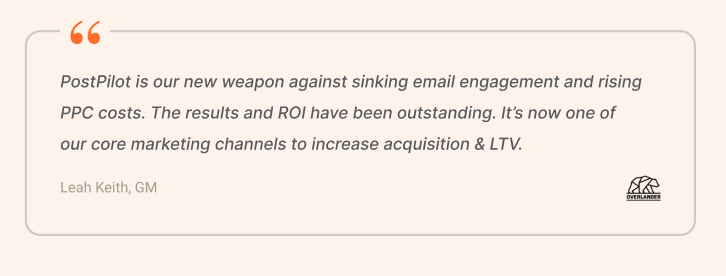 “
PostPilot is our new weapon against sinking email engagement and rising
PPC costs. The results and ROI have been outstanding. It’s now one of
our core marketing channels to increase acquisition & LTV.
Leah Keith, GM
OVERLANDER